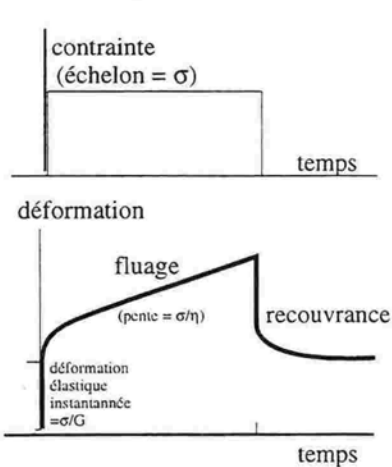 contrainte
(échelon = σ)
temps
déformation
fluage
(pente = σ/η)
recouvrance
déformation
élastique
instantannée
=σ/G
temps